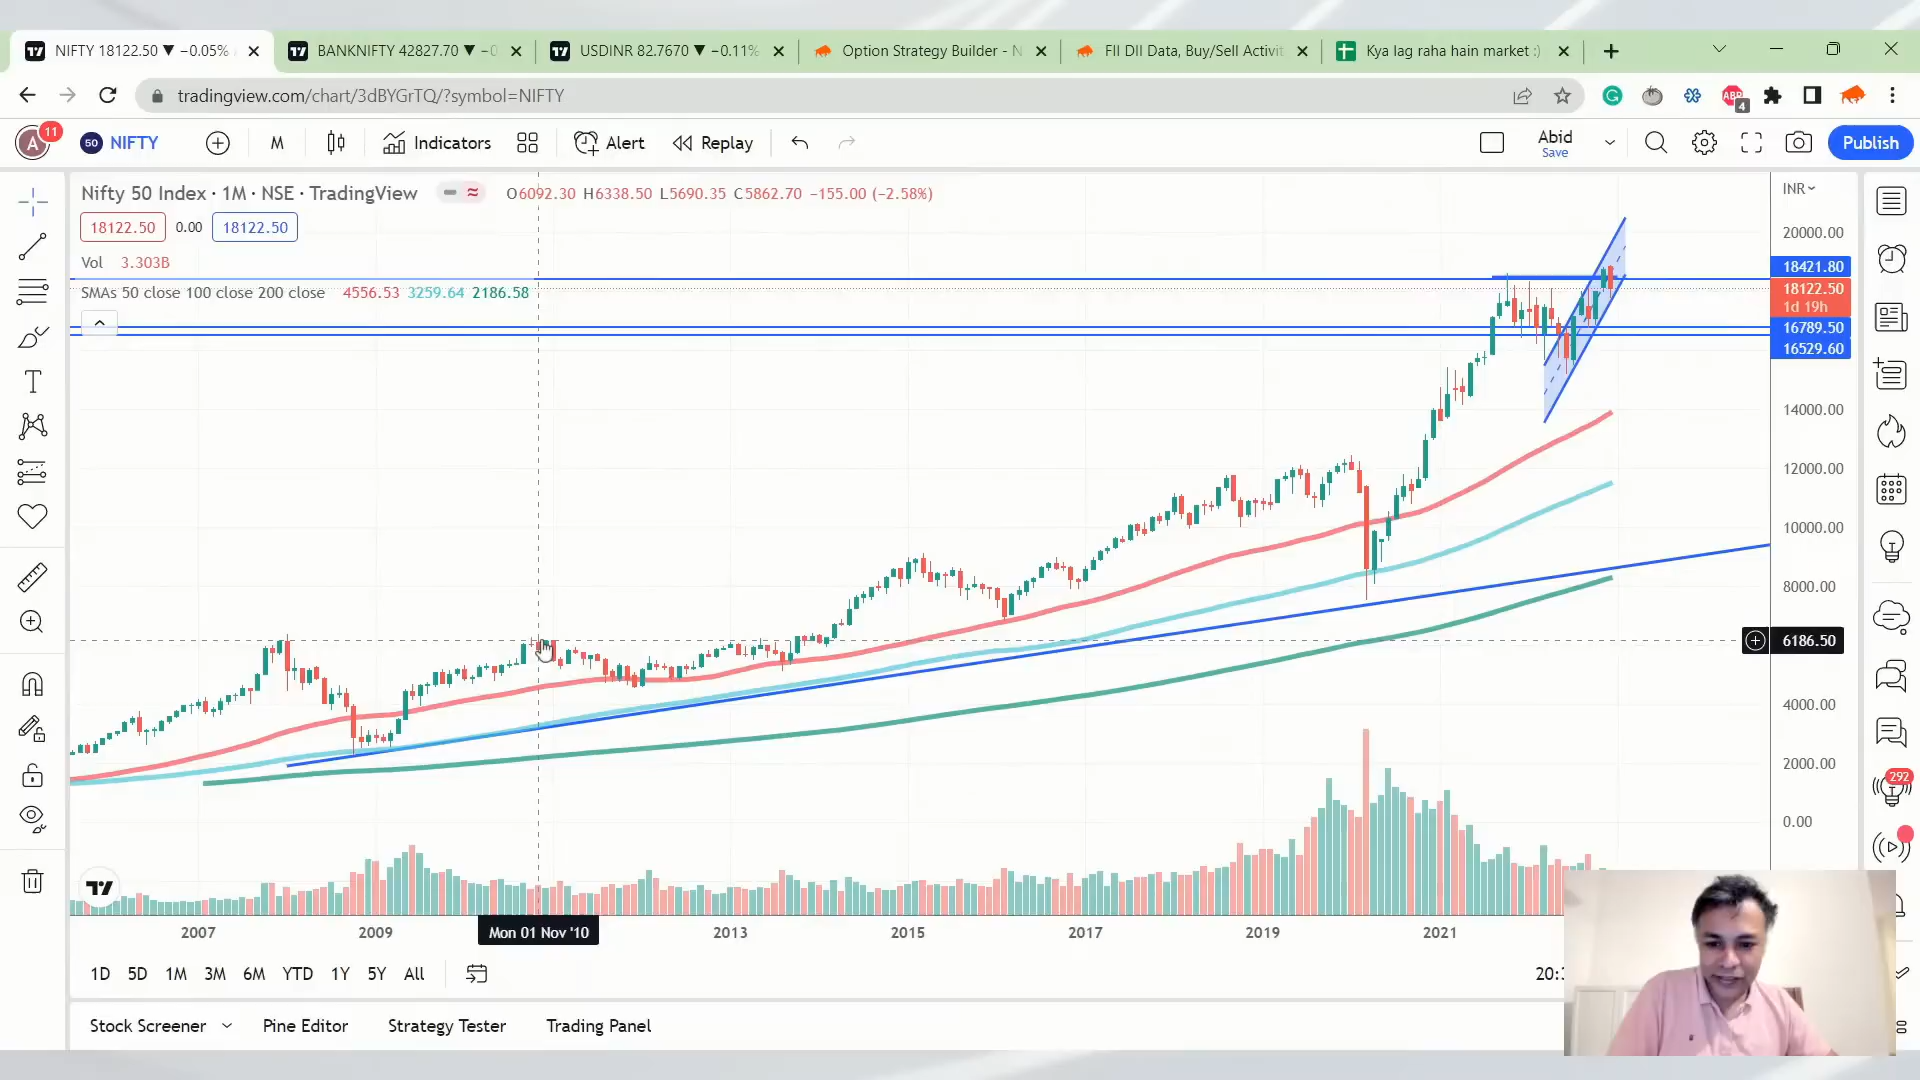 NIFTY 18122.50 ▼ −0.05%
BANKNIFTY 42827.70 ▼ −0
USDINR 82.7670 ▼ −0.11%
Option Strategy Builder - N
FII DII Data, Buy/Sell Activit
Kya lag raha hain market :)
tradingview.com/chart/3dBYGrTQ/?symbol=NIFTY
ABP
4
A
11
50 NIFTY
M
Indicators
Alert
Replay
Abid
Save
Publish
Nifty 50 Index · 1M · NSE · TradingView
O6092.30 H6338.50 L5690.35 C5862.70 −155.00 (−2.58%)
INR
18122.50
0.00
18122.50
Vol 3.303B
SMAs 50 close 100 close 200 close 4556.53 3259.64 2186.58
20000.00
18421.80
18122.50
1d 19h
16789.50
16529.60
14000.00
12000.00
10000.00
8000.00
6186.50
4000.00
2000.00
0.00
292
2007
2009
Mon 01 Nov '10
2013
2015
2017
2019
2021
1D 5D 1M 3M 6M YTD 1Y 5Y All
Stock Screener
Pine Editor
Strategy Tester
Trading Panel